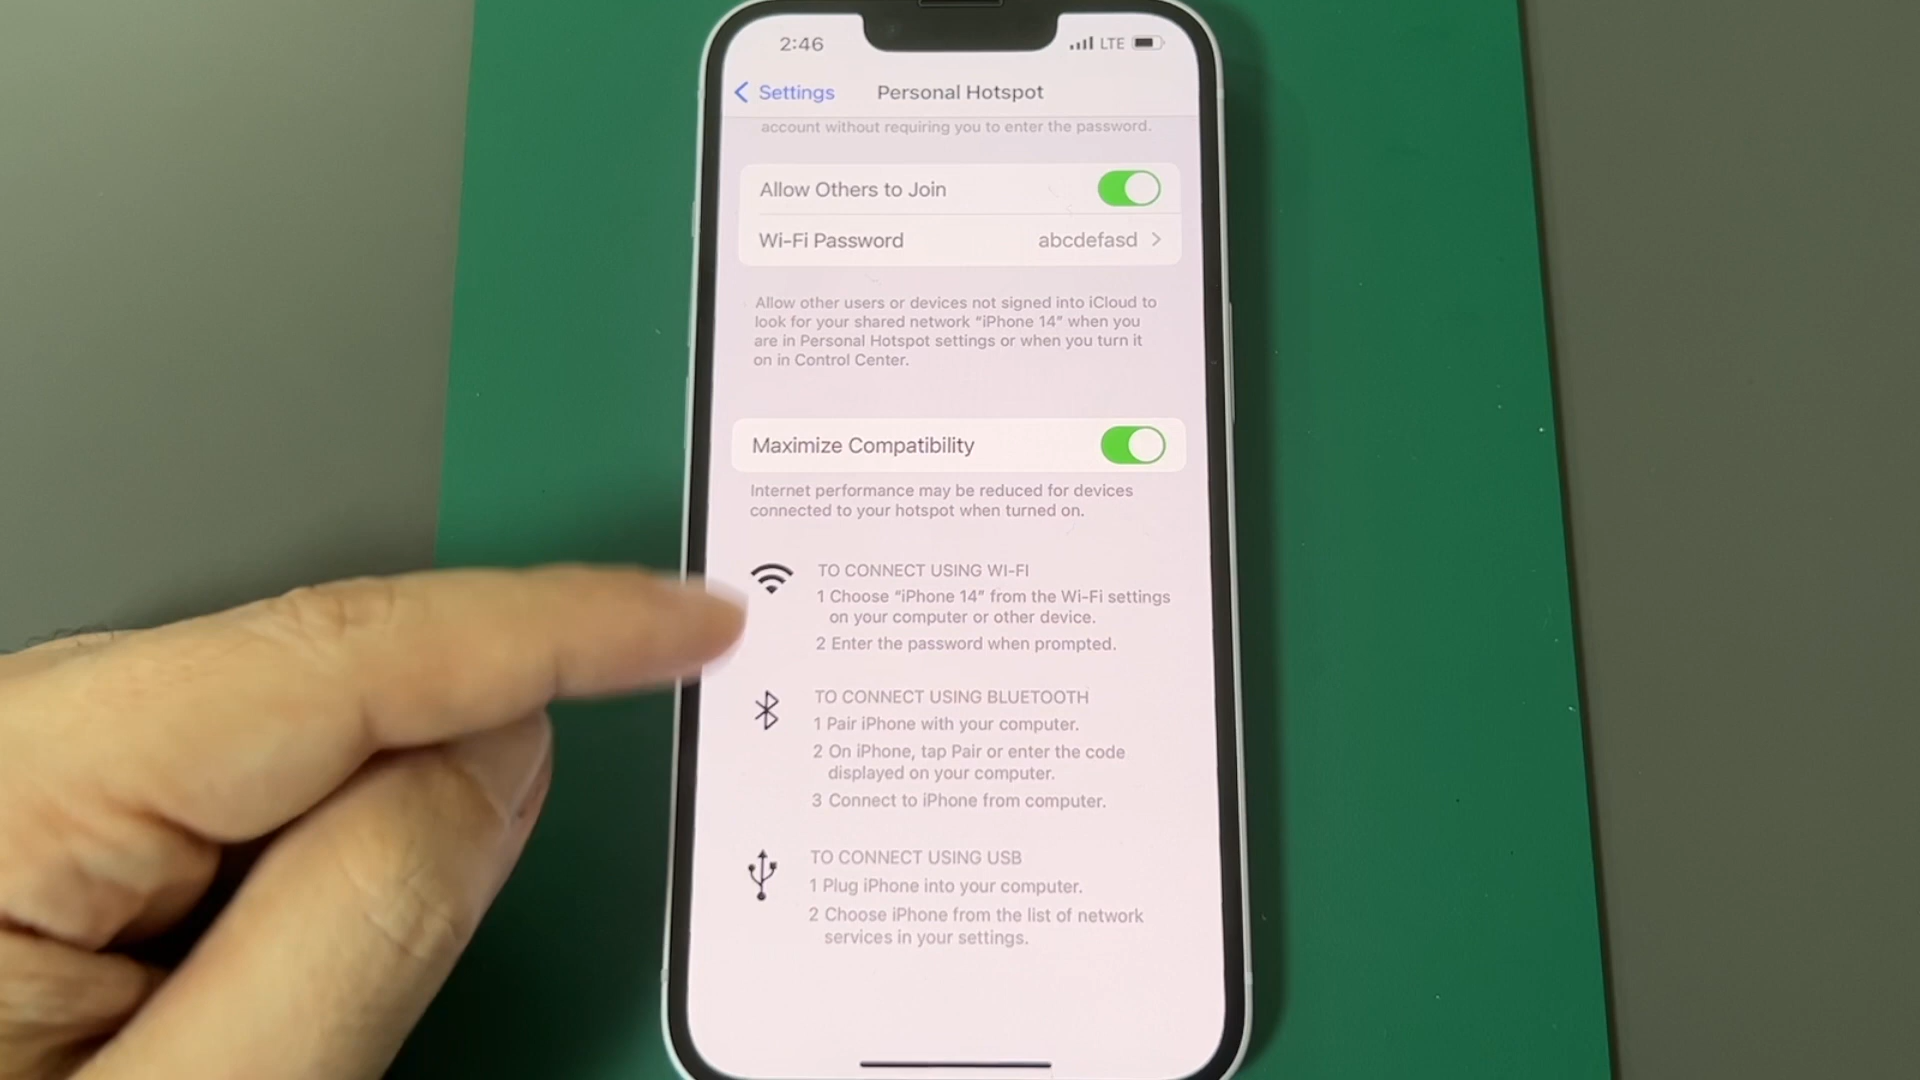 2:46
LTE
Settings
Personal Hotspot
account without requiring you to enter the password.
Allow Others to Join
Wi-Fi Password
abcdefasd
Allow other users or devices not signed into iCloud to
look for your shared network “iPhone 14” when you
are in Personal Hotspot settings or when you turn it
on in Control Center.
Maximize Compatibility
Internet performance may be reduced for devices
connected to your hotspot when turned on.
TO CONNECT USING WI-FI
1 Choose “iPhone 14” from the Wi-Fi settings
on your computer or other device.
2 Enter the password when prompted.
TO CONNECT USING BLUETOOTH
1 Pair iPhone with your computer.
2 On iPhone, tap Pair or enter the code
displayed on your computer.
3 Connect to iPhone from computer.
TO CONNECT USING USB
1 Plug iPhone into your computer.
2 Choose iPhone from the list of network
services in your settings.